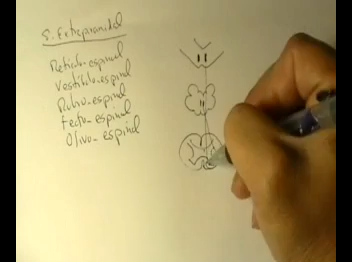 S. Extrapiramidal
Retículo-espinal
Vestíbulo-espinal
Rubro-espinal
Tecto-espinal
Olivo-espinal